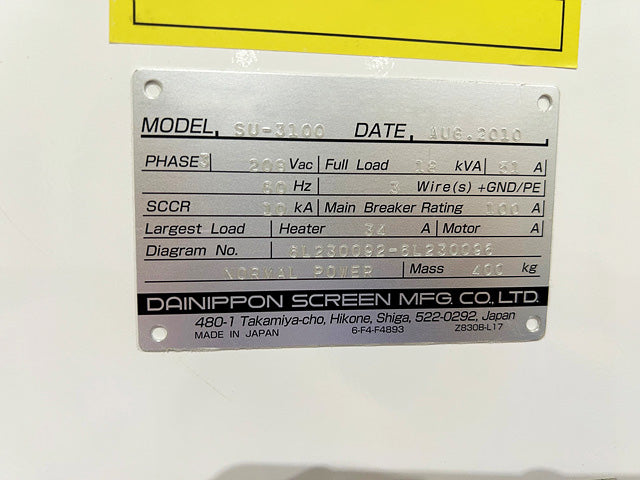 MODEL SU-3100 DATE AUG.2010
PHASE 3 208 Vac Full Load kVA A
60 Hz 3 Wire(s) +GND/PE
SCCR 10 kA Main Breaker Rating 100 A
Largest Load Heater 34 A Motor A
Diagram No. 6L230092-6L230096
NORMAL POWER Mass 400 kg
DAINIPPON SCREEN MFG. CO., LTD.
480-1 Takamiya-cho, Hikone, Shiga, 522-0292, Japan
MADE IN JAPAN 6-F4-F4893 Z830B-L17